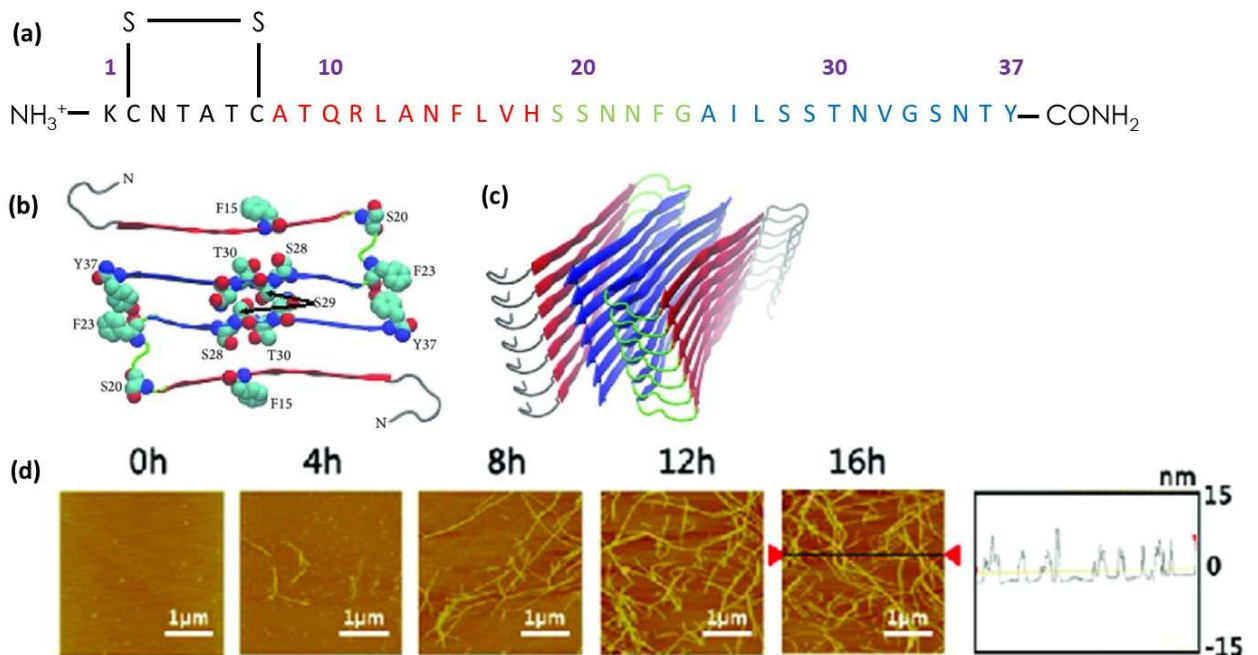 (a)
S S
1 10 20 30 37
NH3+ K C N T A T C A T Q R L A N F L V H S S N N F G A I L S S T N V G S N T Y CONH2
(b)
N
F15
S20
T30
S28
Y37
F23
S29
F23
Y37
S28
T30
S20
F15
N
(c)
(d)
0h 4h 8h 12h 16h
nm
15
0
-15
1µm 1µm 1µm 1µm 1µm